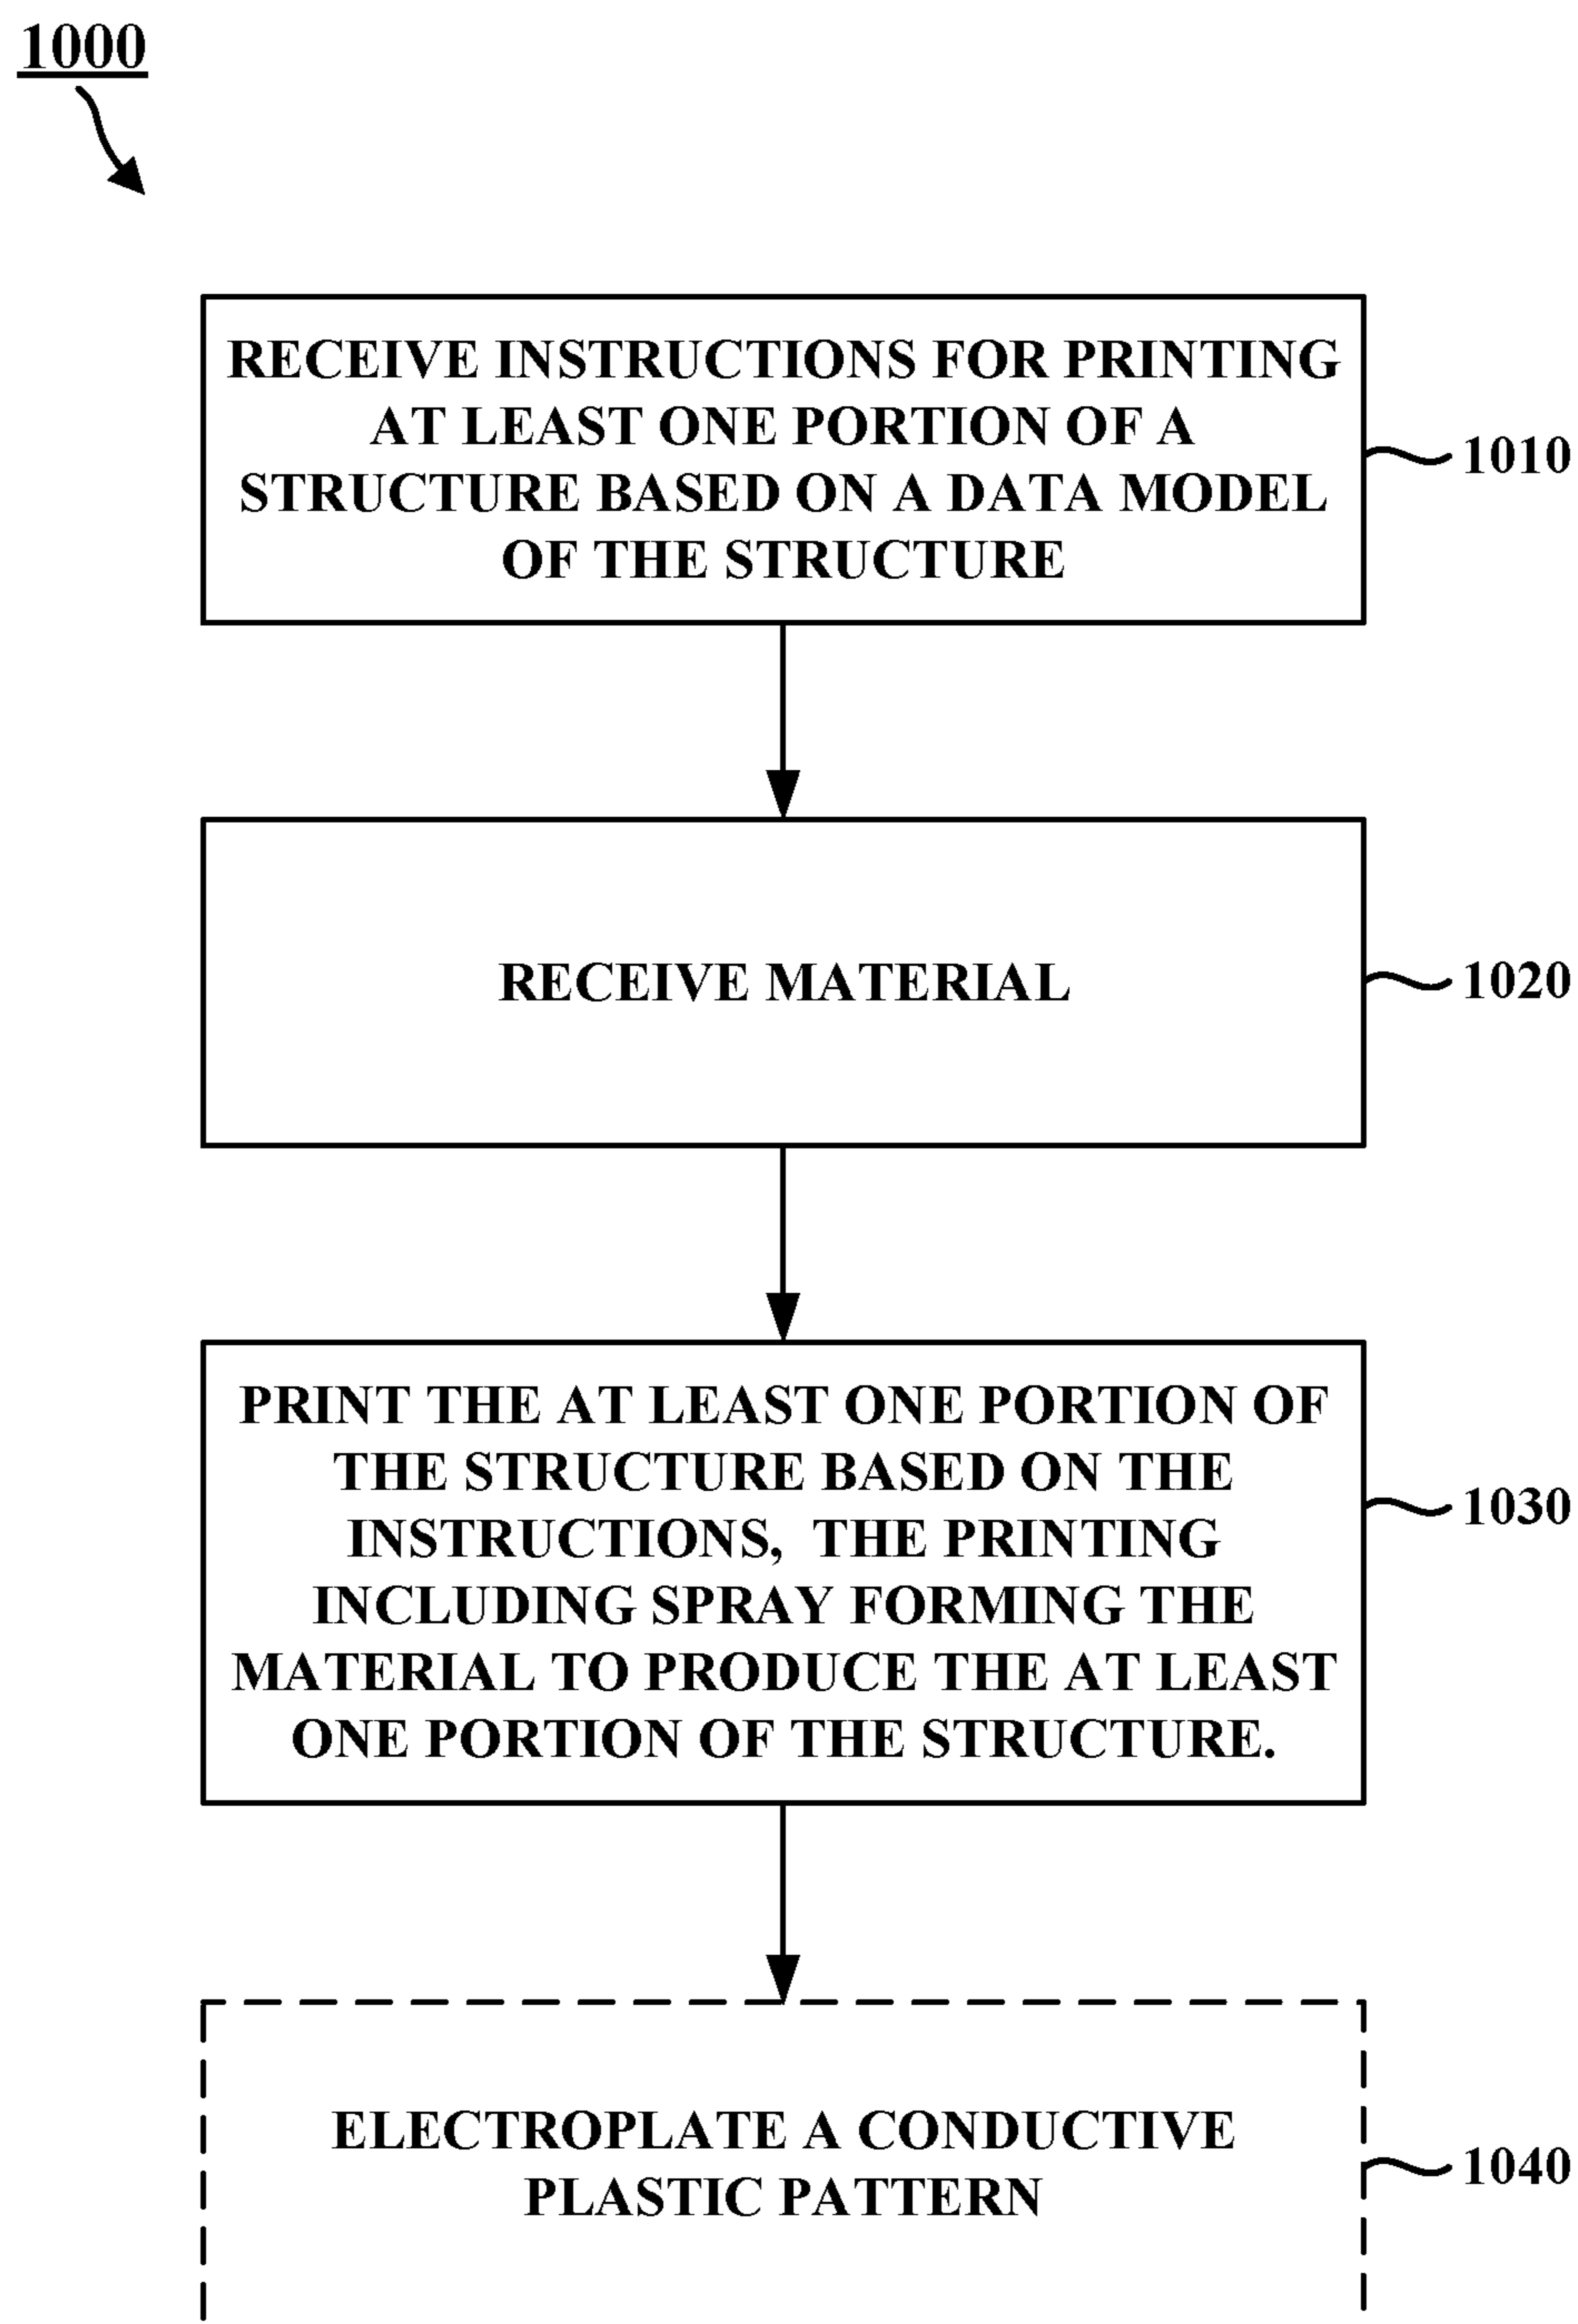 1000
RECEIVE INSTRUCTIONS FOR PRINTING
AT LEAST ONE PORTION OF A
STRUCTURE BASED ON A DATA MODEL
OF THE STRUCTURE
1010
RECEIVE MATERIAL
1020
PRINT THE AT LEAST ONE PORTION OF
THE STRUCTURE BASED ON THE
INSTRUCTIONS, THE PRINTING
INCLUDING SPRAY FORMING THE
MATERIAL TO PRODUCE THE AT LEAST
ONE PORTION OF THE STRUCTURE.
1030
ELECTROPLATE A CONDUCTIVE
PLASTIC PATTERN
1040